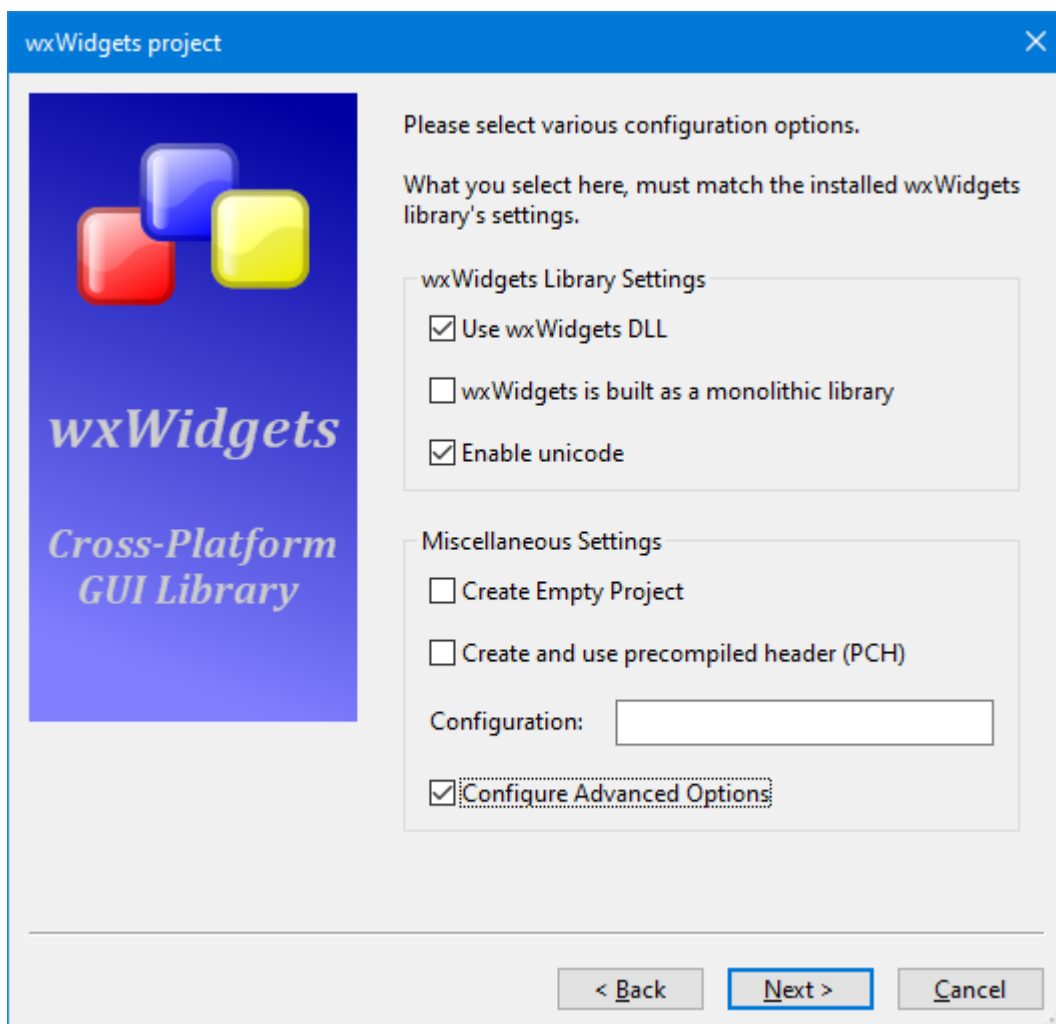 wxWidgets project
wxWidgets
Cross-Platform
GUI Library
Please select various configuration options.
What you select here, must match the installed wxWidgets
library's settings.
wxWidgets Library Settings
Use wxWidgets DLL
wxWidgets is built as a monolithic library
Enable unicode
Miscellaneous Settings
Create Empty Project
Create and use precompiled header (PCH)
Configuration:
Configure Advanced Options
< Back
Next >
Cancel